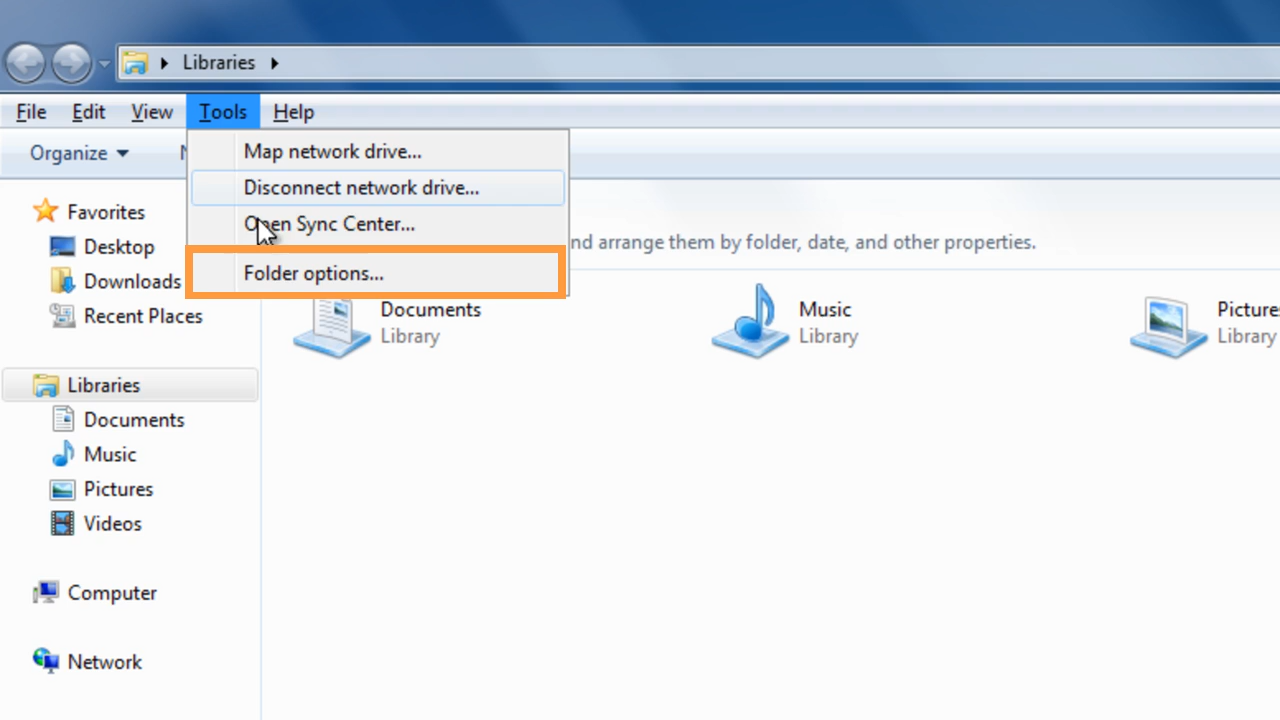 Libraries
File Edit View Tools Help
Organize
Map network drive...
Disconnect network drive...
Open Sync Center...
Folder options...
and arrange them by folder, date, and other properties.
Favorites
Desktop
Downloads
Recent Places
Libraries
Documents
Music
Pictures
Videos
Computer
Network
Documents
Library
Music
Library
Pictures
Library